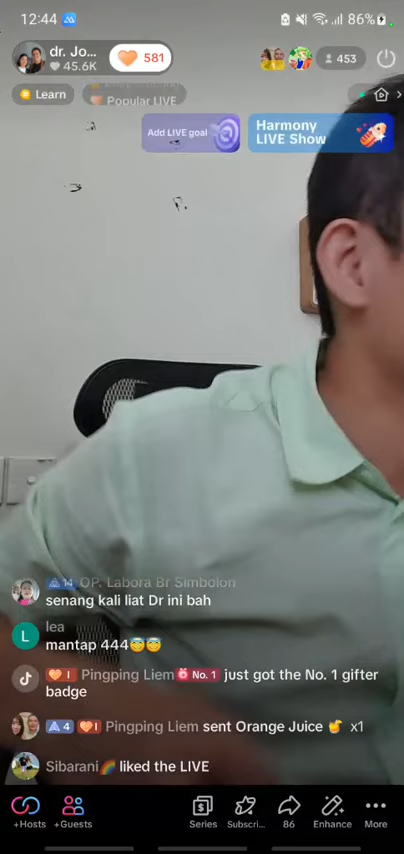 12:44
86%
dr. Jo...
45.6K
581
453
Learn
Popular LIVE
Add LIVE goal
Harmony
LIVE Show
14 OP. Labora Br Simbolon
senang kali liat Dr ini bah
L
lea
mantap 444😇😇
1 Pingping Liem No. 1 just got the No. 1 gifter
badge
4 1 Pingping Liem sent Orange Juice 🍹 x1
Sibarani🌈 liked the LIVE
+Hosts
+Guests
Series
Subscri...
86
Enhance
More